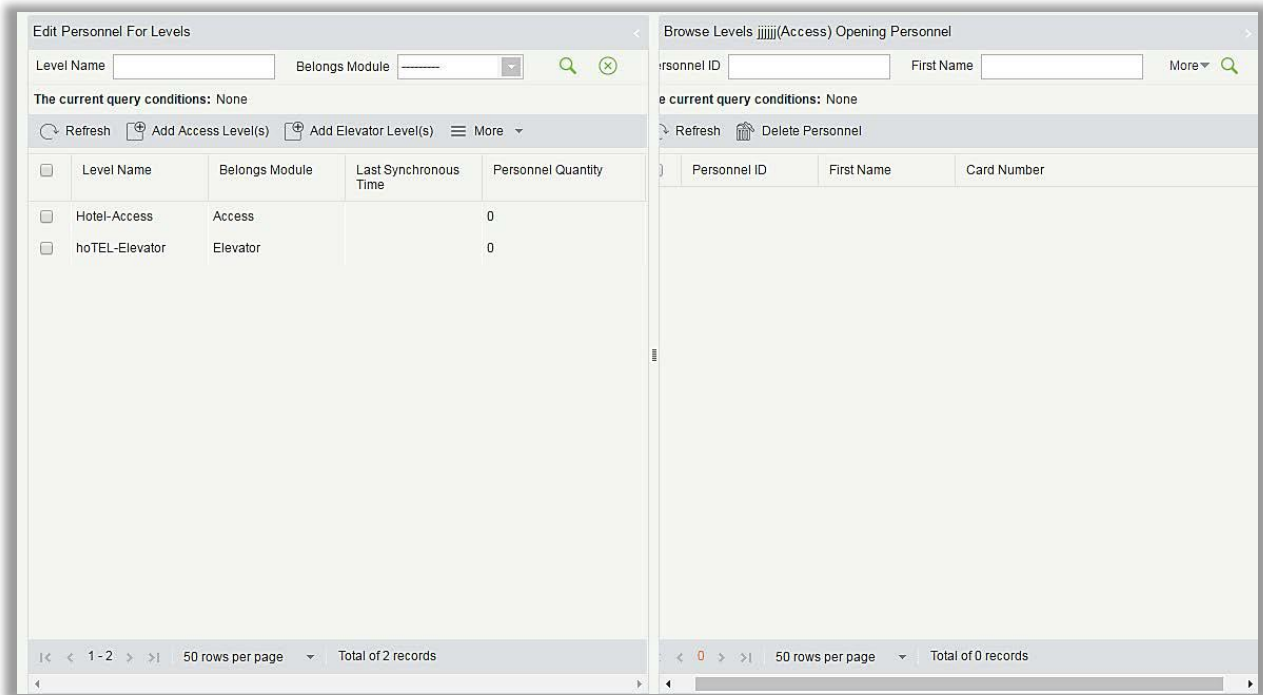 Edit Personnel For Levels
Level Name Belongs Module ---------
The current query conditions: None
Refresh Add Access Level(s) Add Elevator Level(s) More
Level Name Belongs Module Last Synchronous Time Personnel Quantity
Hotel-Access Access 0
hoTEL-Elevator Elevator 0
1-2 50 rows per page Total of 2 records
Browse Levels jjjjjj(Access) Opening Personnel
rsonnel ID First Name More
e current query conditions: None
Refresh Delete Personnel
Personnel ID First Name Card Number
0 50 rows per page Total of 0 records